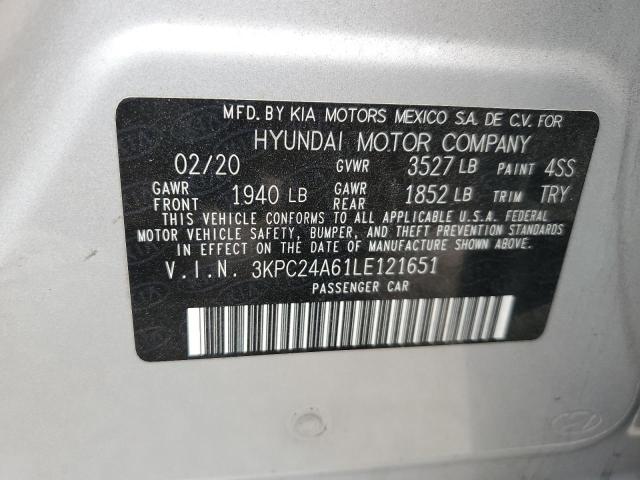 MFD. BY KIA MOTORS MEXICO S.A. DE C.V. FOR
HYUNDAI MOTOR COMPANY
02/20 GVWR 3527 LB PAINT 4SS
GAWR FRONT 1940 LB GAWR REAR 1852 LB TRIM TRY
THIS VEHICLE CONFORMS TO ALL APPLICABLE U.S.A. FEDERAL
MOTOR VEHICLE SAFETY, BUMPER, AND THEFT PREVENTION STANDARDS
IN EFFECT ON THE DATE OF MANUFACTURE SHOWN ABOVE.
V.I.N. 3KPC24A61LE121651
PASSENGER CAR